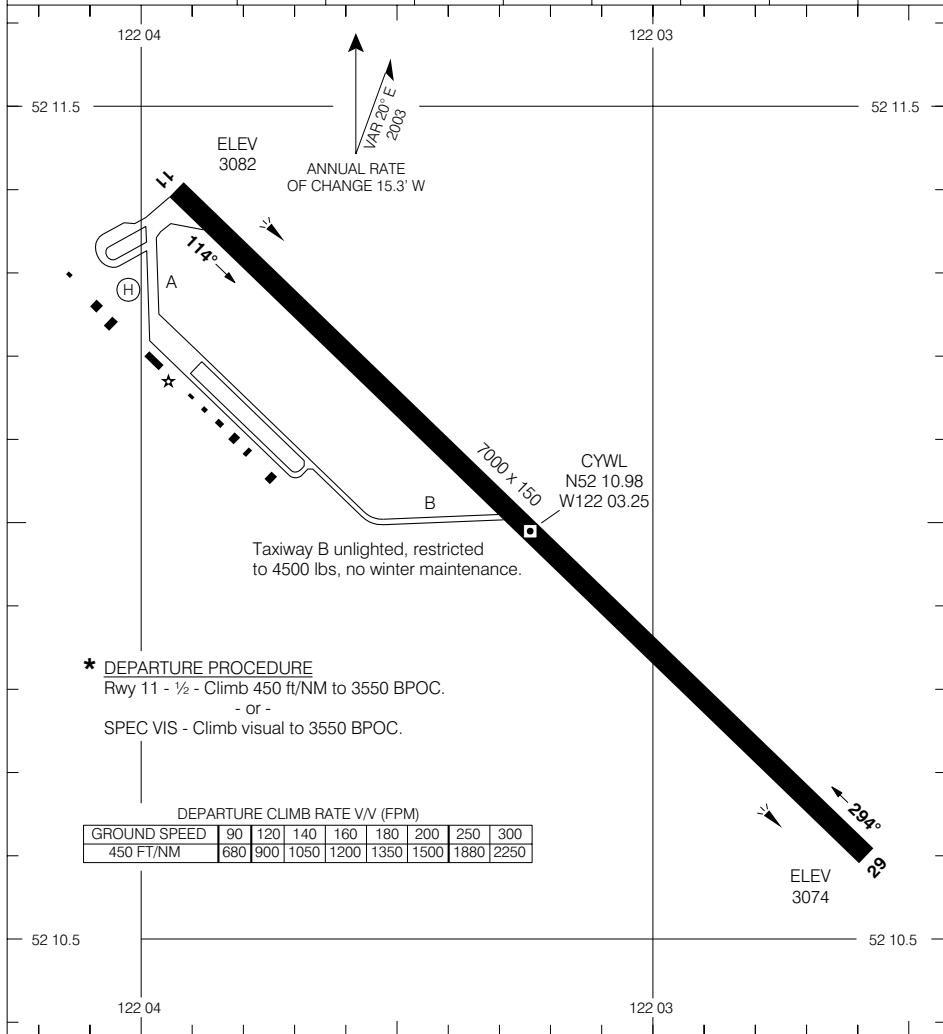 122 04
122 03
52 11.5
52 11.5
VAR 20° E
2003
ANNUAL RATE
OF CHANGE 15.3' W
ELEV
3082
11
114°
H
A
7000 x 150
CYWL
N52 10.98
W122 03.25
B
Taxiway B unlighted, restricted
to 4500 lbs, no winter maintenance.
* DEPARTURE PROCEDURE
Rwy 11 - ½ - Climb 450 ft/NM to 3550 BPOC.
- or -
SPEC VIS - Climb visual to 3550 BPOC.
DEPARTURE CLIMB RATE V/V (FPM)
GROUND SPEED 90 120 140 160 180 200 250 300
450 FT/NM 680 900 1050 1200 1350 1500 1880 2250
294°
29
ELEV
3074
52 10.5
52 10.5
122 04
122 03